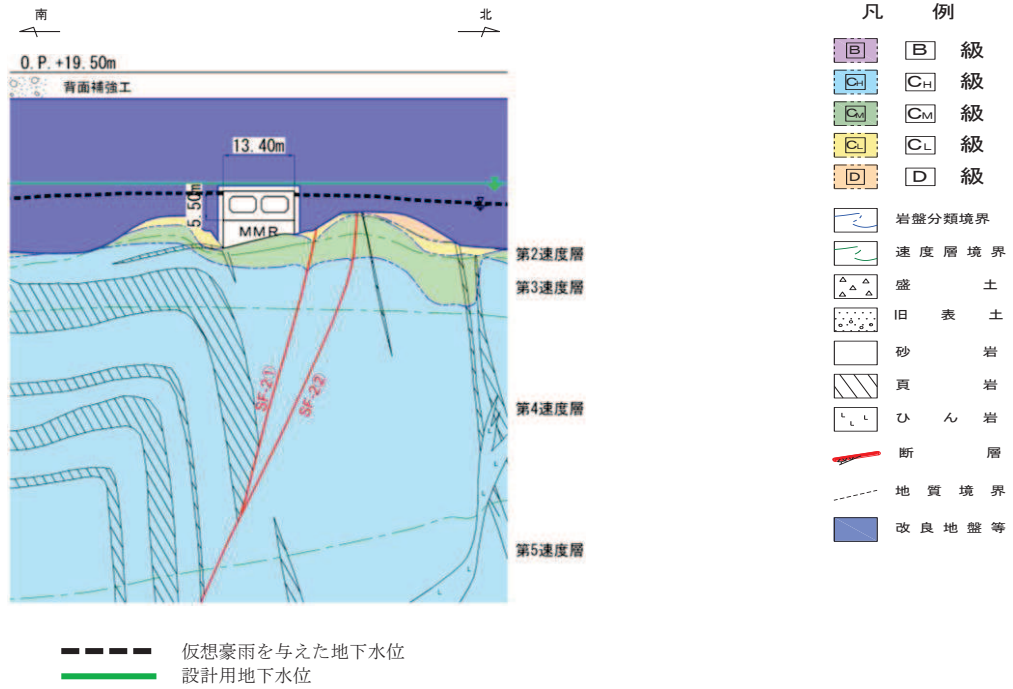 南
北
O.P.+19.50m
背面補強工
13.40m
5.50m
MMR
第2速度層
第3速度層
SF-2①
SF-2②
第4速度層
第5速度層
仮想豪雨を与えた地下水位
設計用地下水位
凡 例
B B 級
CH CH 級
CM CM 級
CL CL 級
D D 級
岩盤分類境界
速度層境界
盛土
旧表土
砂岩
頁岩
ひん岩
断層
地質境界
改良地盤等